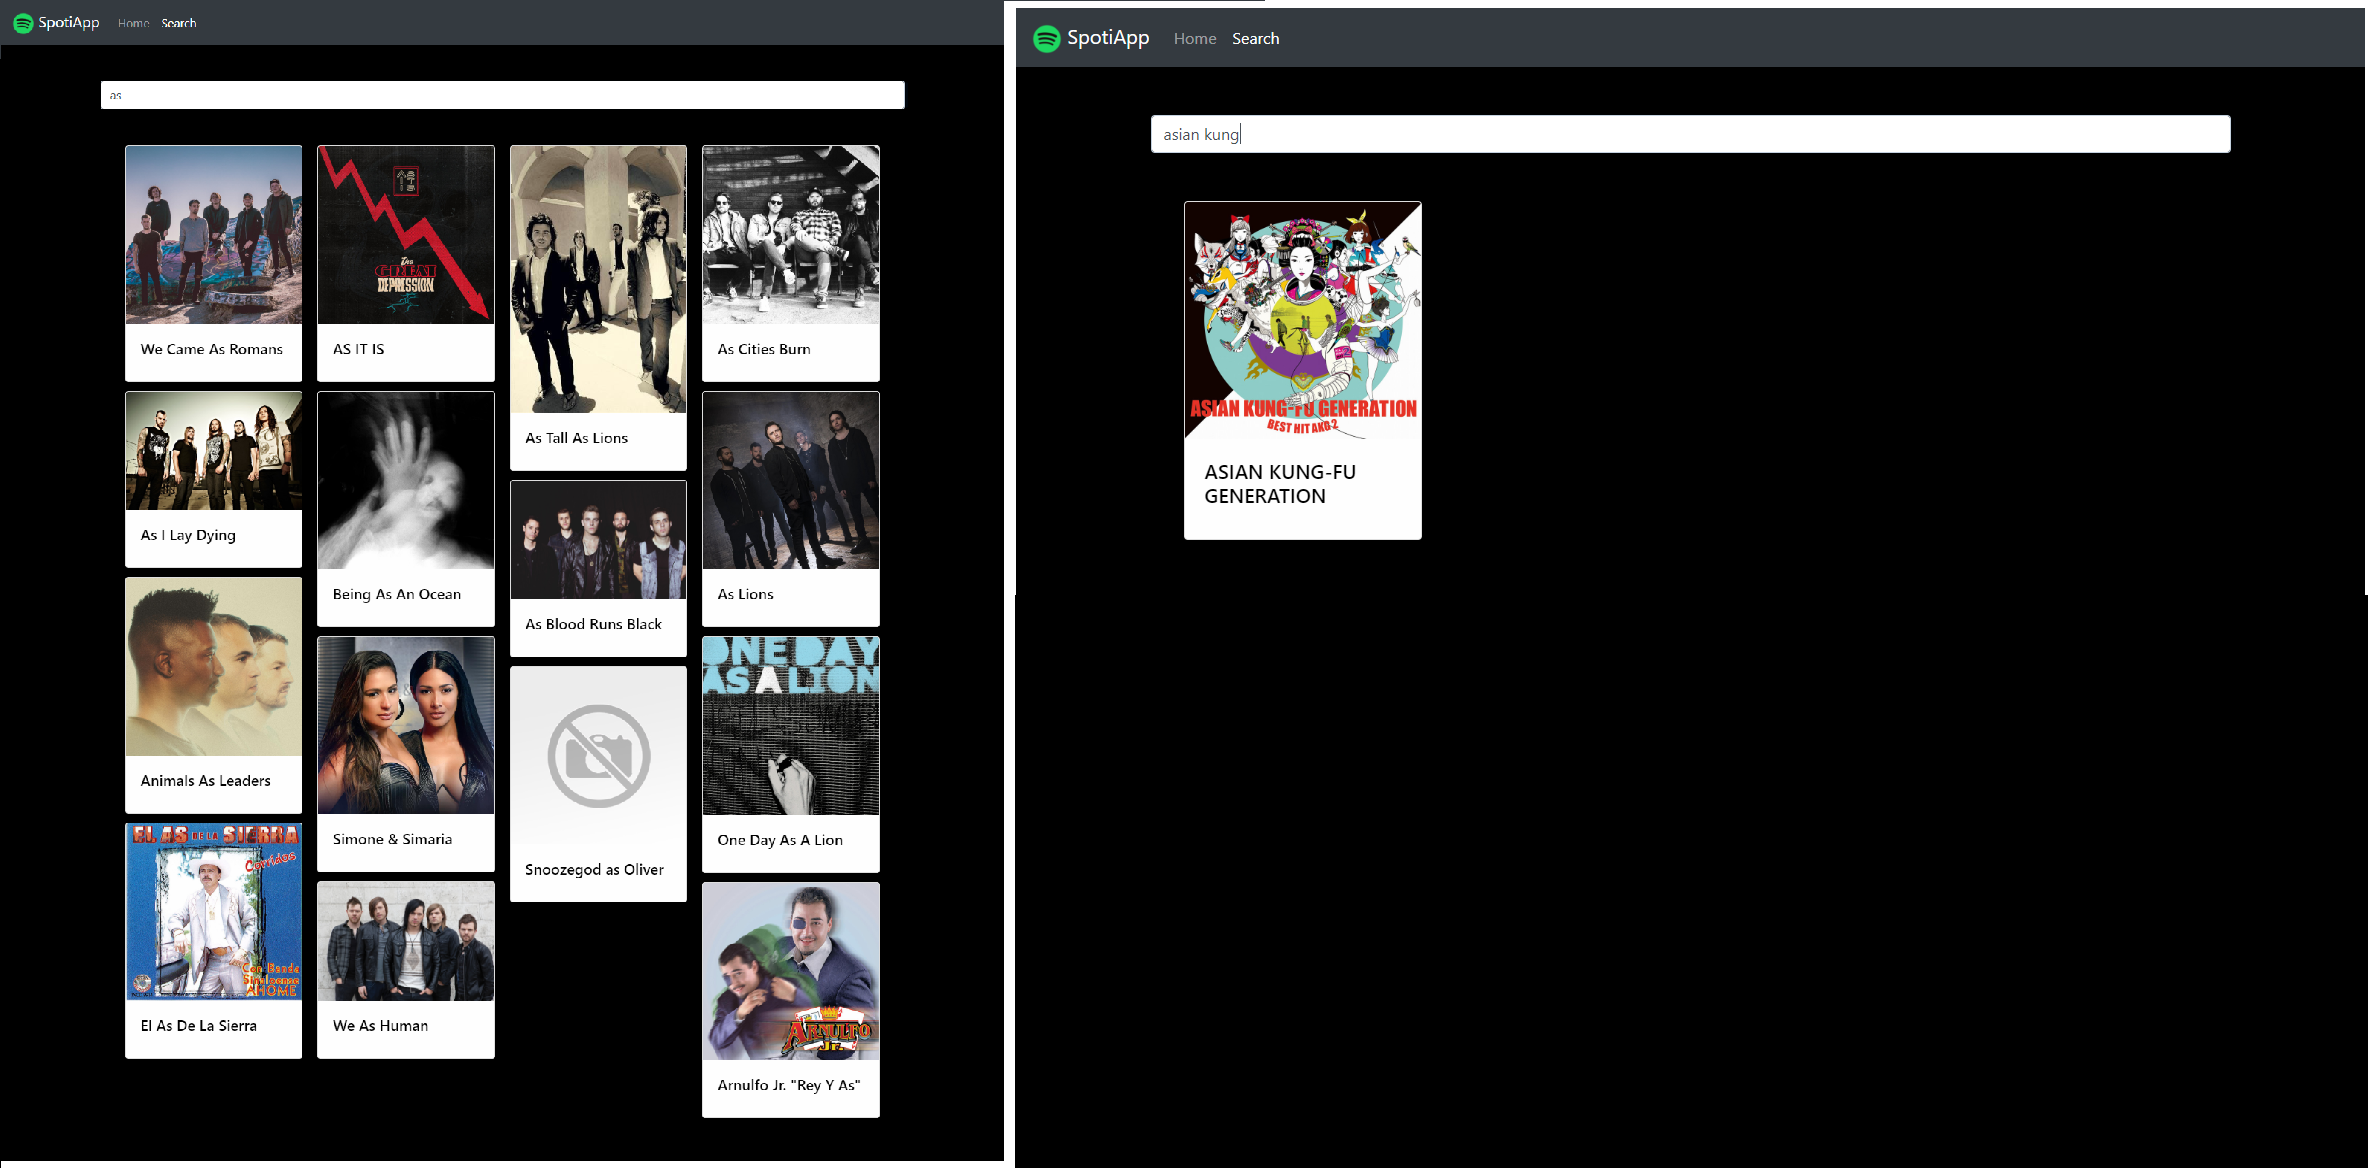 SpotiApp Home Search
as
We Came As Romans
As I Lay Dying
Animals As Leaders
EL AS DE LA SIERRA
Corridos
Con Banda
Sinaloense
AHOME
El As De La Sierra
THE
DEPRESSION
AS IT IS
Being As An Ocean
Simone & Simaria
We As Human
As Tall As Lions
As Blood Runs Black
Snoozegod as Oliver
As Cities Burn
As Lions
ONE DAY
AS A LION
One Day As A Lion
ARNULFO
Jr.
Arnulfo Jr. "Rey Y As"
SpotiApp Home Search
asian kung
ASIAN KUNG-FU GENERATION
BEST HIT AKG 2
ASIAN KUNG-FU
GENERATION